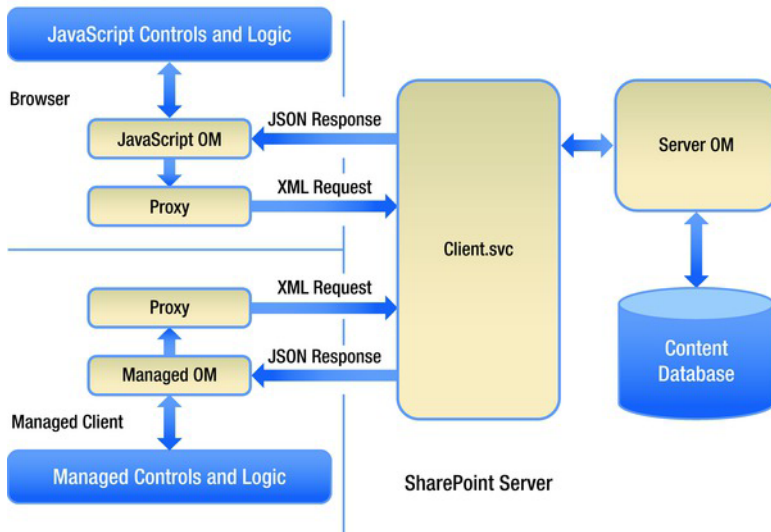 JavaScript Controls and Logic
Browser
JavaScript OM
Proxy
JSON Response
XML Request
Client.svc
Server OM
Content
Database
XML Request
JSON Response
Proxy
Managed OM
Managed Client
Managed Controls and Logic
SharePoint Server